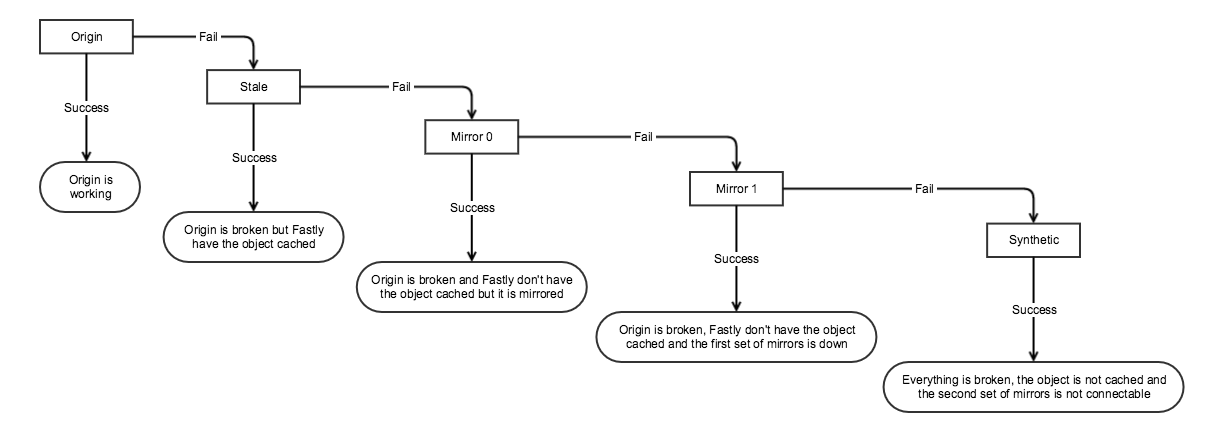 Origin
Fail
Stale
Fail
Success
Mirror 0
Fail
Success
Mirror 1
Fail
Success
Origin is
working
Synthetic
Success
Origin is broken but Fastly
have the object cached
Success
Origin is broken and Fastly don't have
the object cached but it is mirrored
Success
Origin is broken, Fastly don't have the object
cached and the first set of mirrors is down
Everything is broken, the object is not cached and
the second set of mirrors is not connectable